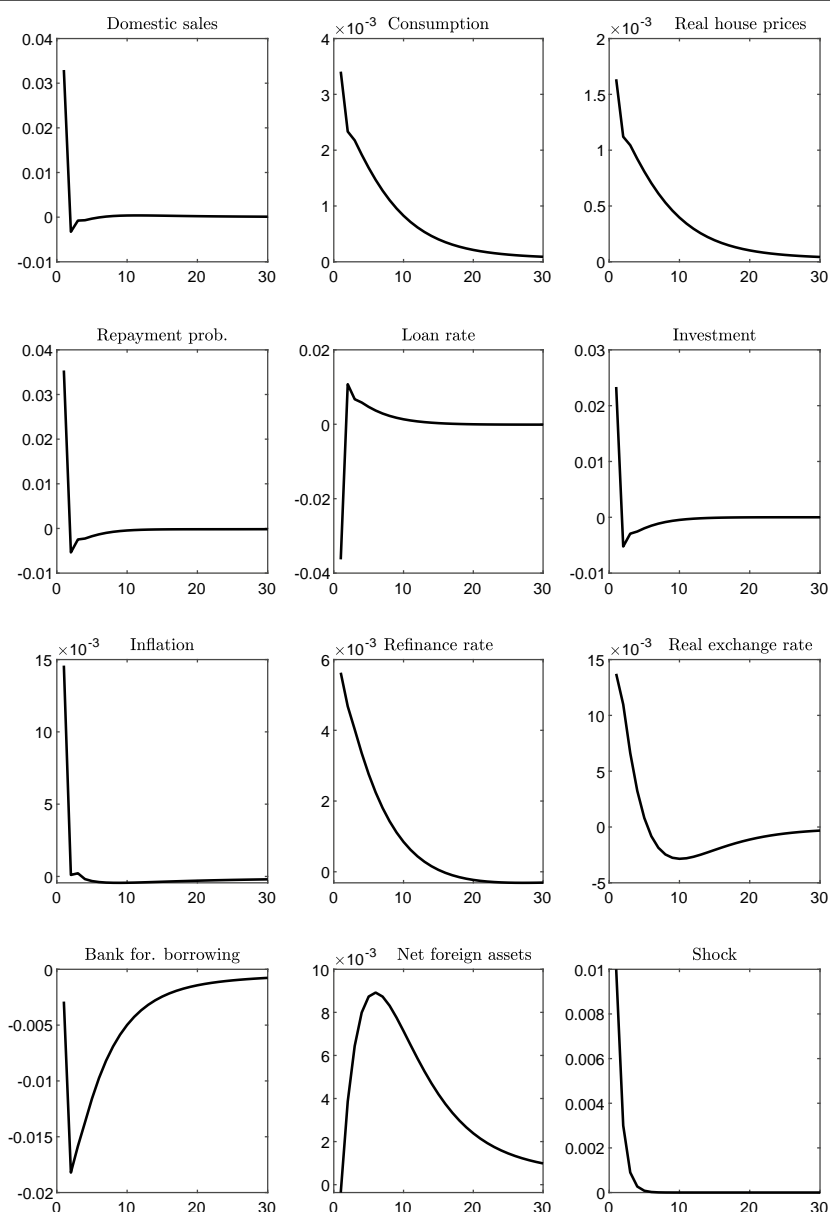 Domestic sales
0.04
0.03
0.02
0.01
0
-0.01
0 10 20 30
×10-3 Consumption
4
3
2
1
0
0 10 20 30
×10-3 Real house prices
2
1.5
1
0.5
0
0 10 20 30
Repayment prob.
0.04
0.03
0.02
0.01
0
-0.01
0 10 20 30
Loan rate
0.02
0
-0.02
-0.04
0 10 20 30
Investment
0.03
0.02
0.01
0
-0.01
0 10 20 30
×10-3 Inflation
15
10
5
0
0 10 20 30
×10-3 Refinance rate
6
4
2
0
0 10 20 30
×10-3 Real exchange rate
15
10
5
0
-5
0 10 20 30
Bank for. borrowing
0
-0.005
-0.01
-0.015
-0.02
0 10 20 30
×10-3 Net foreign assets
10
8
6
4
2
0
0 10 20 30
Shock
0.01
0.008
0.006
0.004
0.002
0
0 10 20 30